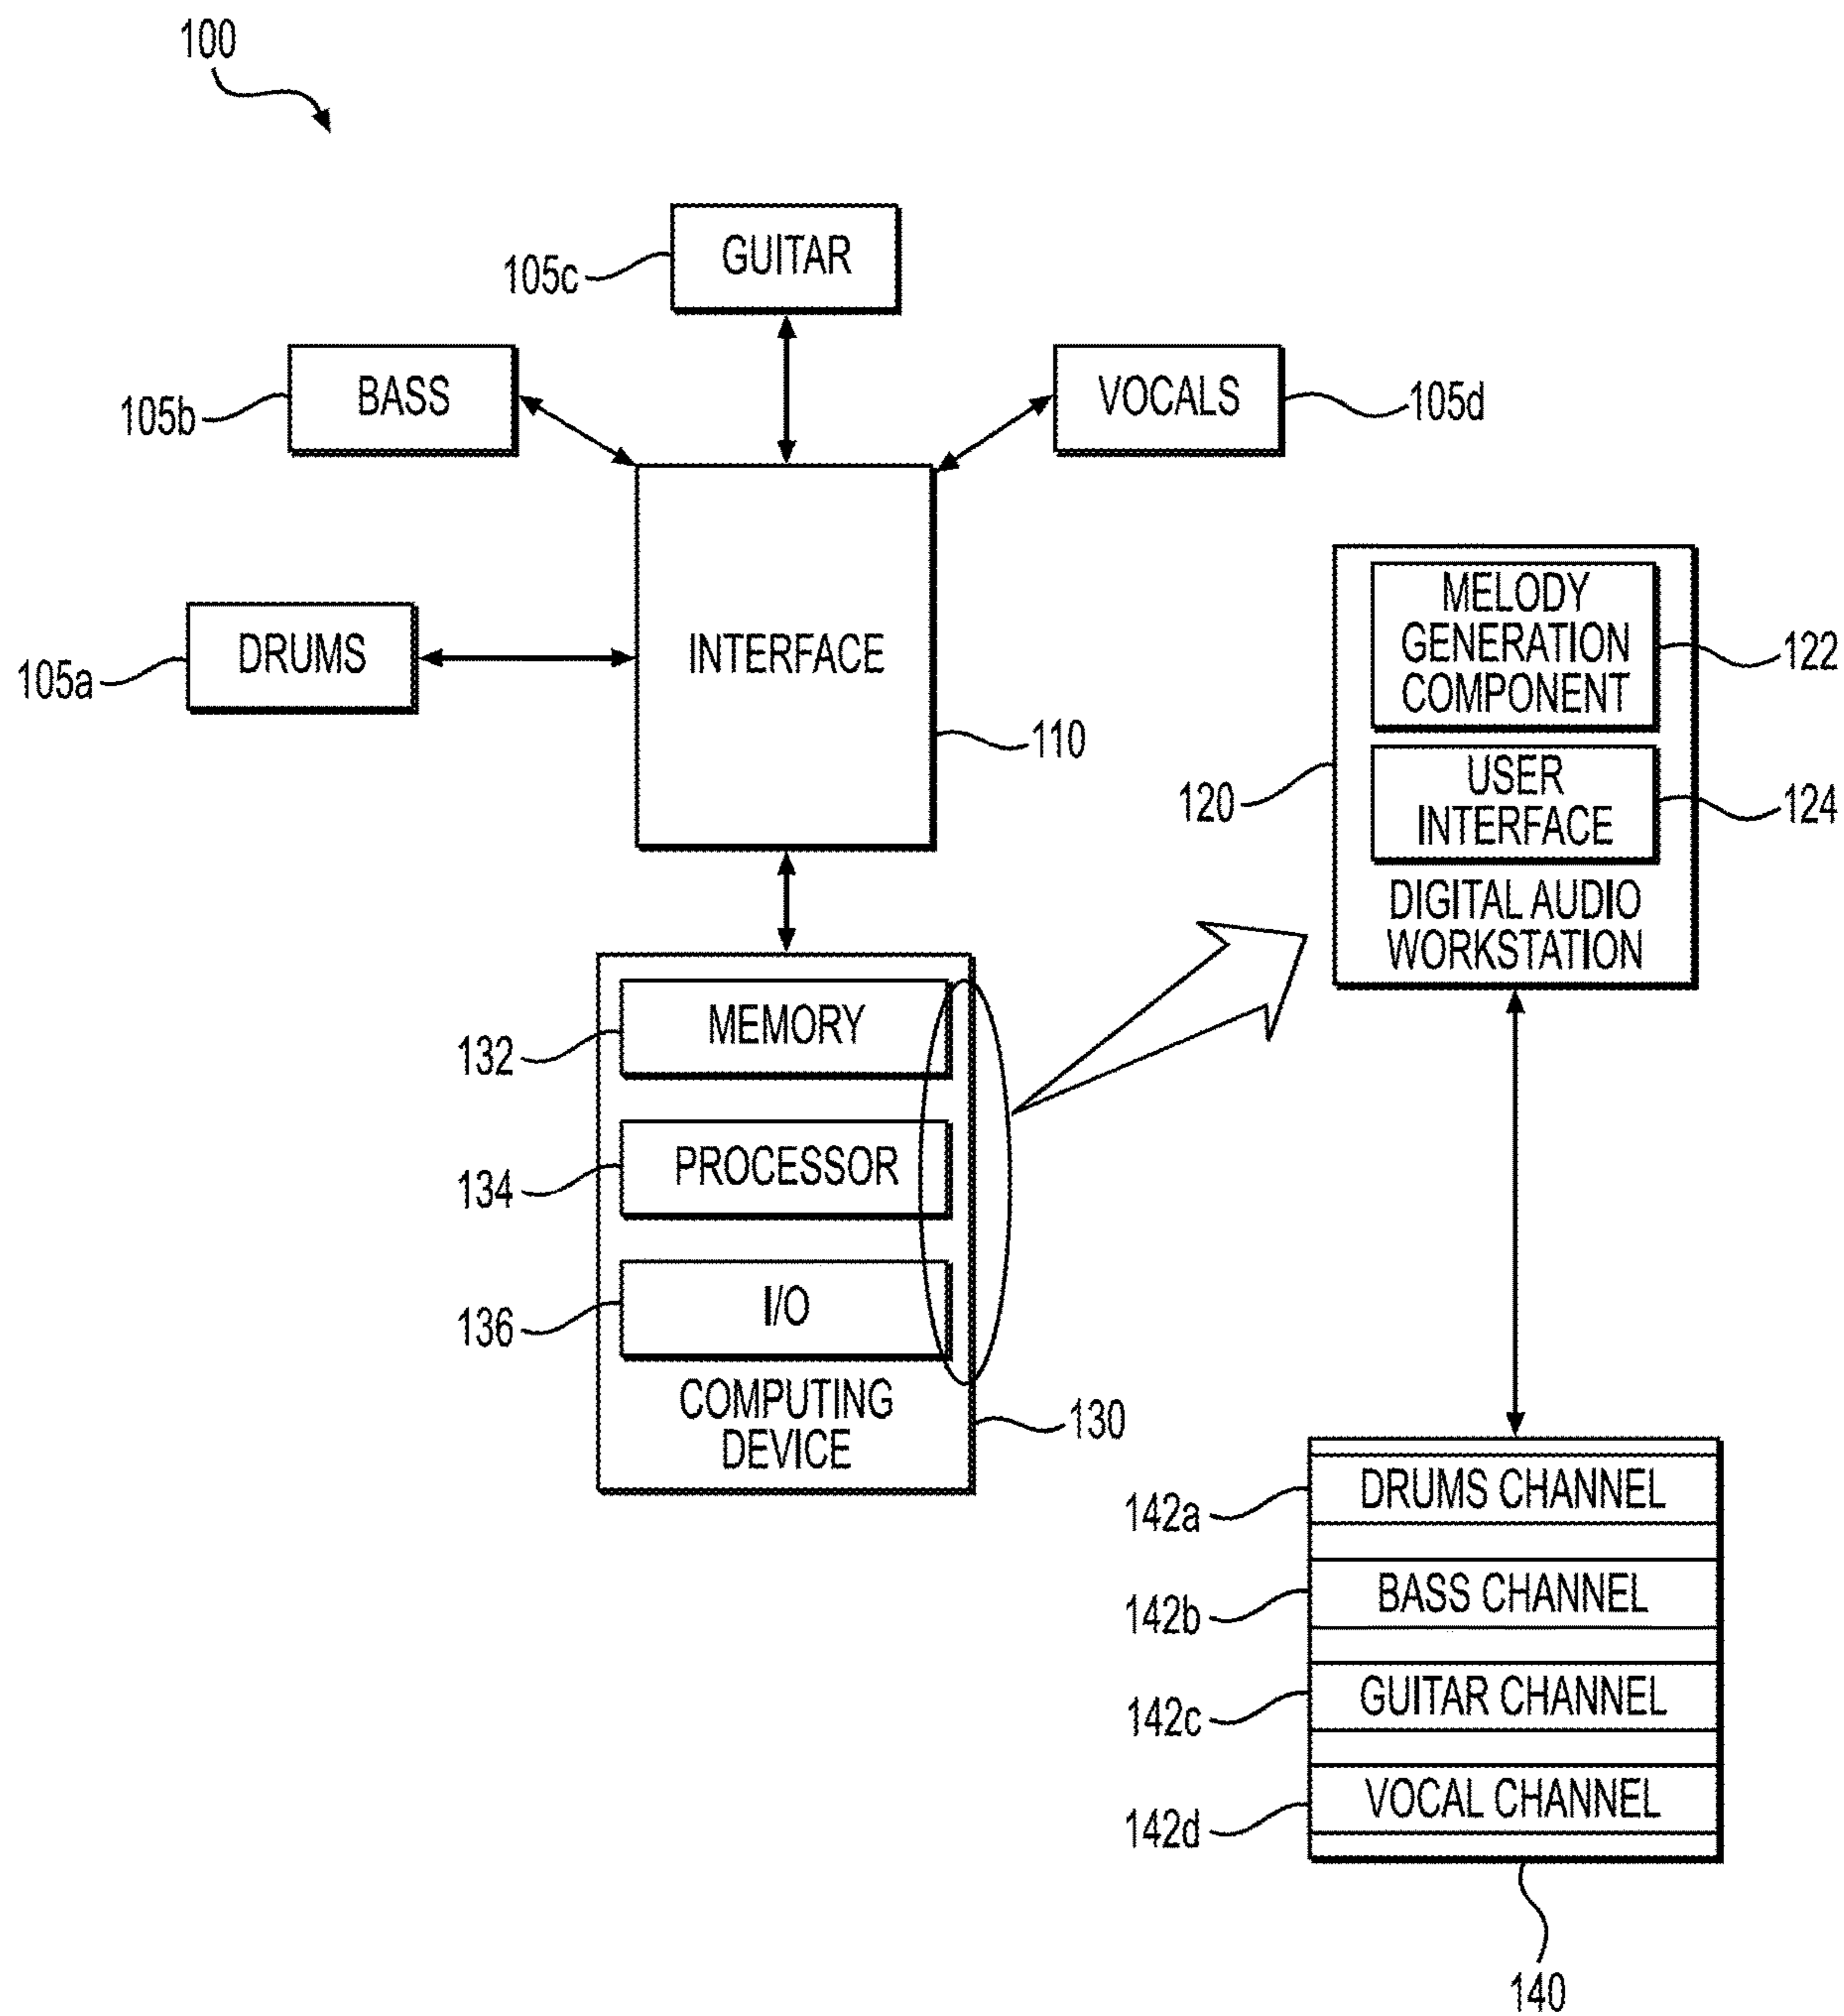 100
GUITAR
105c
BASS
105b
VOCALS
105d
DRUMS
105a
INTERFACE
110
MELODY
GENERATION
COMPONENT
122
USER
INTERFACE
124
120
DIGITAL AUDIO
WORKSTATION
MEMORY
132
PROCESSOR
134
I/O
136
COMPUTING
DEVICE
130
DRUMS CHANNEL
142a
BASS CHANNEL
142b
GUITAR CHANNEL
142c
VOCAL CHANNEL
142d
140